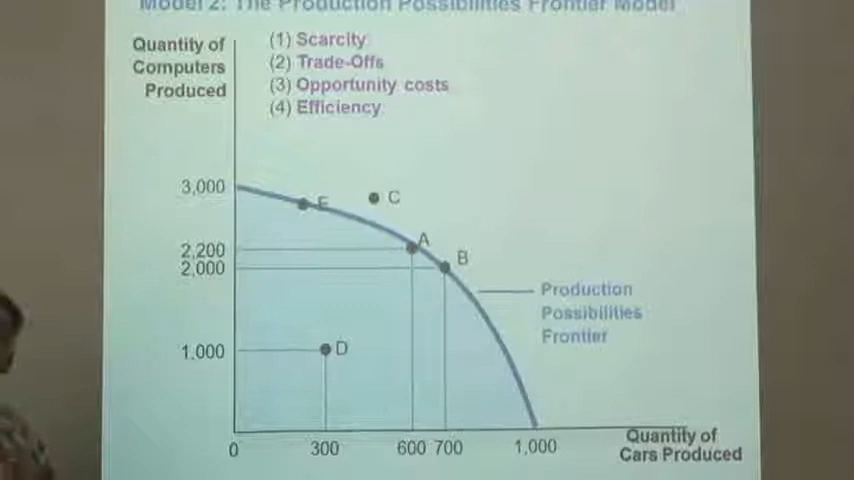 Model 2: The Production Possibilities Frontier Model
Quantity of
Computers
Produced
(1) Scarcity
(2) Trade-Offs
(3) Opportunity costs
(4) Efficiency
3,000
E
C
A
2,200
B
2,000
Production
Possibilities
Frontier
1,000
D
0
300
600
700
1,000
Quantity of
Cars Produced